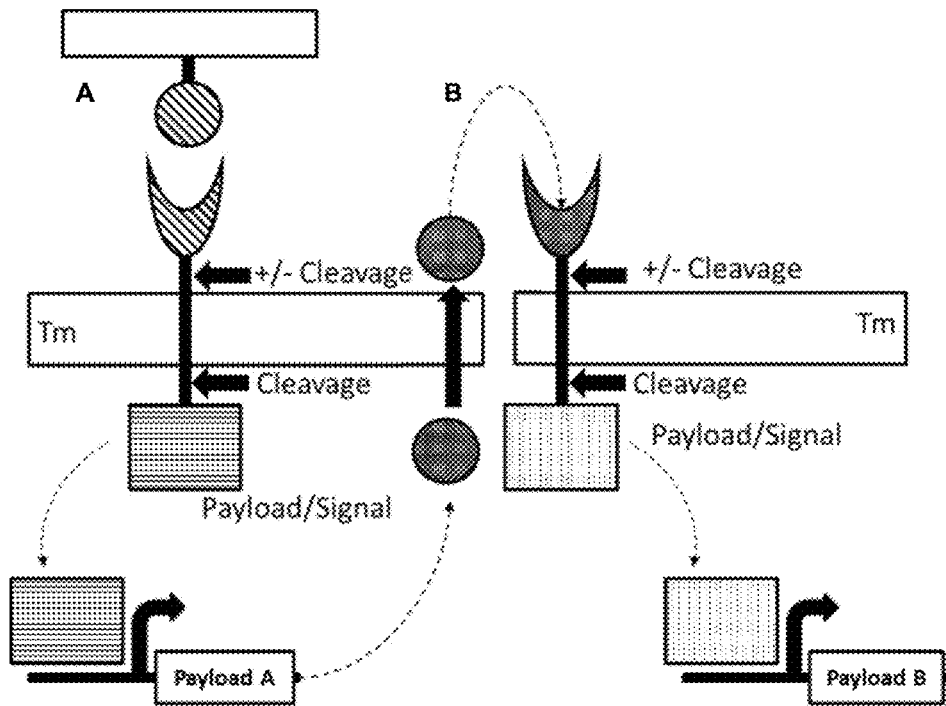 A
B
+/- Cleavage
+/- Cleavage
Tm
Tm
Cleavage
Cleavage
Payload/Signal
Payload/Signal
Payload A
Payload B